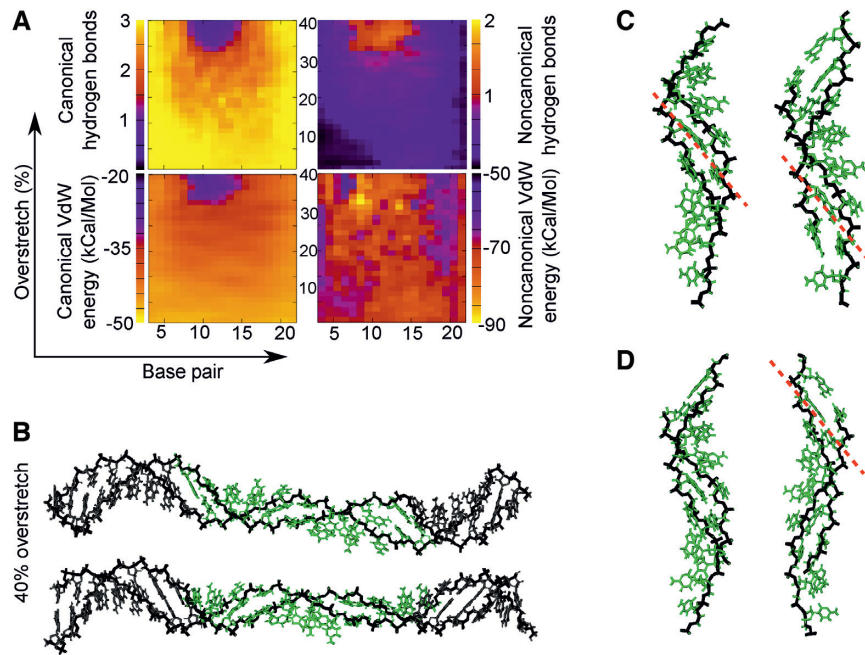 A
3
2
1
Canonical
hydrogen bonds
40
30
20
10
2
1
Noncanonical
hydrogen bonds
C
D
Overstretch (%)
-20
-35
-50
Canonical VdW
energy (kCal/Mol)
40
30
20
10
-50
-70
-90
Noncanonical VdW
energy (kCal/Mol)
5 10 15 20
5 10 15 20
Base pair
B
40% overstretch